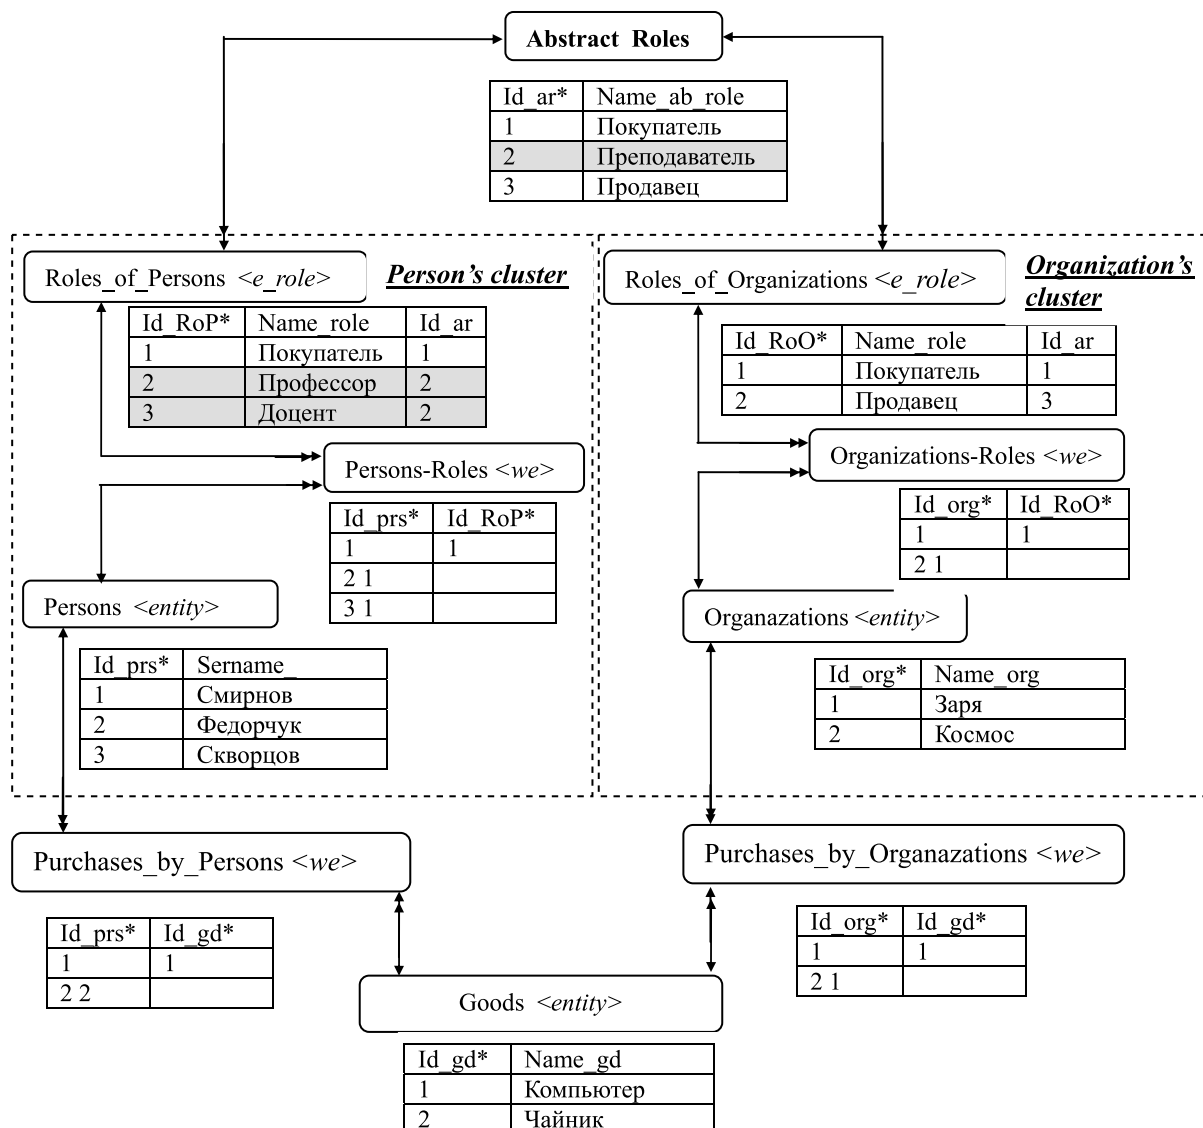 Abstract Roles
Id_ar* Name_ab_role
1 Покупатель
2 Преподаватель
3 Продавец
Roles_of_Persons <e_role>
Person’s cluster
Id_RoP* Name_role Id_ar
1 Покупатель 1
2 Профессор 2
3 Доцент 2
Persons-Roles <we>
Id_prs* Id_RoP*
1 1
2 1
3 1
Persons <entity>
Id_prs* Sername_
1 Смирнов
2 Федорчук
3 Скворцов
Roles_of_Organizations <e_role>
Organization’s
cluster
Id_RoO* Name_role Id_ar
1 Покупатель 1
2 Продавец 3
Organizations-Roles <we>
Id_org* Id_RoO*
1 1
2 1
Organazations <entity>
Id_org* Name_org
1 Заря
2 Космос
Purchases_by_Persons <we>
Id_prs* Id_gd*
1 1
2 2
Purchases_by_Organazations <we>
Id_org* Id_gd*
1 1
2 1
Goods <entity>
Id_gd* Name_gd
1 Компьютер
2 Чайник